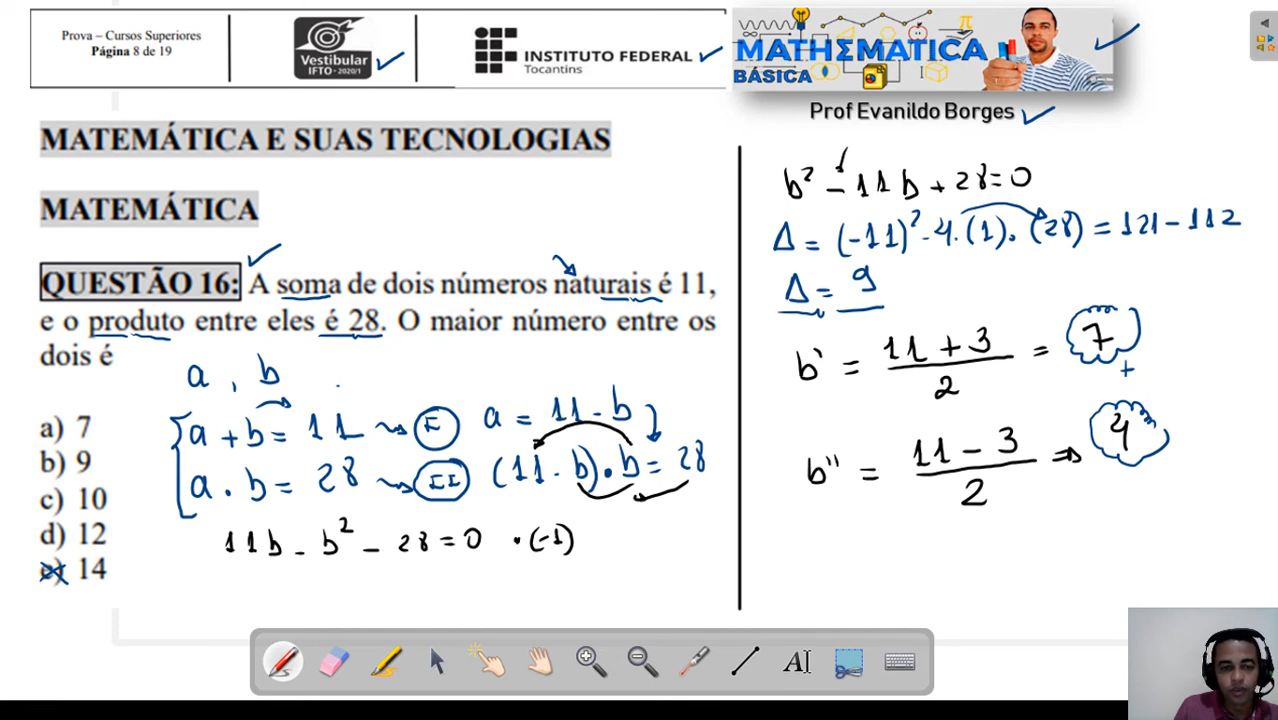 Prova – Cursos Superiores
Página 8 de 19
Vestibular
IFTO - 2020/1
INSTITUTO FEDERAL
Tocantins
MATHΣMATICA
BÁSICA
Prof Evanildo Borges
MATEMÁTICA E SUAS TECNOLOGIAS
MATEMÁTICA
QUESTÃO 16: A soma de dois números naturais é 11,
e o produto entre eles é 28. O maior número entre os
dois é
a) 7
b) 9
c) 10
d) 12
e) 14
a , b
a + b = 11 → I a = 11 - b
a . b = 28 → II (11 - b) . b = 28
11b - b² - 28 = 0 . (-1)
b² - 11b + 28 = 0
Δ = (-11)² - 4 . (1) . (28) = 121 - 112
Δ = 9
b' = 11 + 3 / 2 = 7
+
b'' = 11 - 3 / 2 ⇒ 4
A